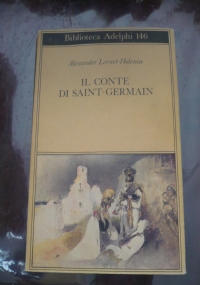 Biblioteca Adelphi 146
Alexander Lernet-Holenia
IL CONTE
DI SAINT-GERMAIN